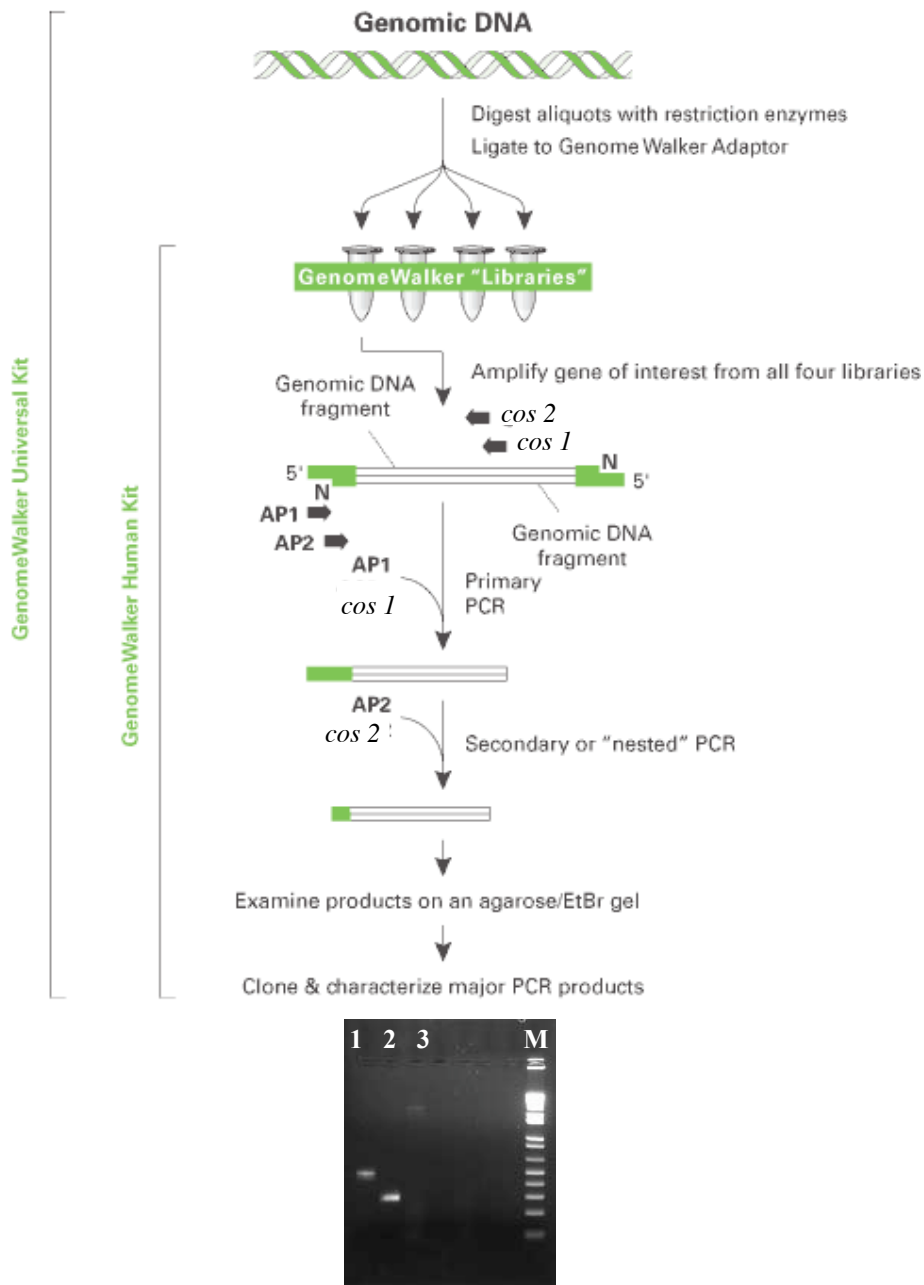 Genomic DNA
Digest aliquots with restriction enzymes
Ligate to Genome Walker Adaptor
GenomeWalker "Libraries"
Amplify gene of interest from all four libraries
Genomic DNA
fragment
cos 2
cos 1
N
5'
5'
N
AP1
AP2
Genomic DNA
fragment
AP1
cos 1
Primary
PCR
AP2
cos 2
Secondary or "nested" PCR
Examine products on an agarose/EtBr gel
Clone & characterize major PCR products
GenomeWalker Universal Kit
GenomeWalker Human Kit
1 2 3 M